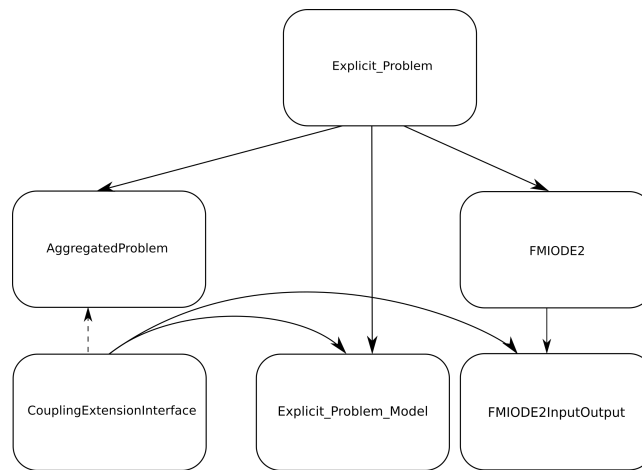 Explicit_Problem
AggregatedProblem
FMIODE2
CouplingExtensionInterface
Explicit_Problem_Model
FMIODE2InputOutput